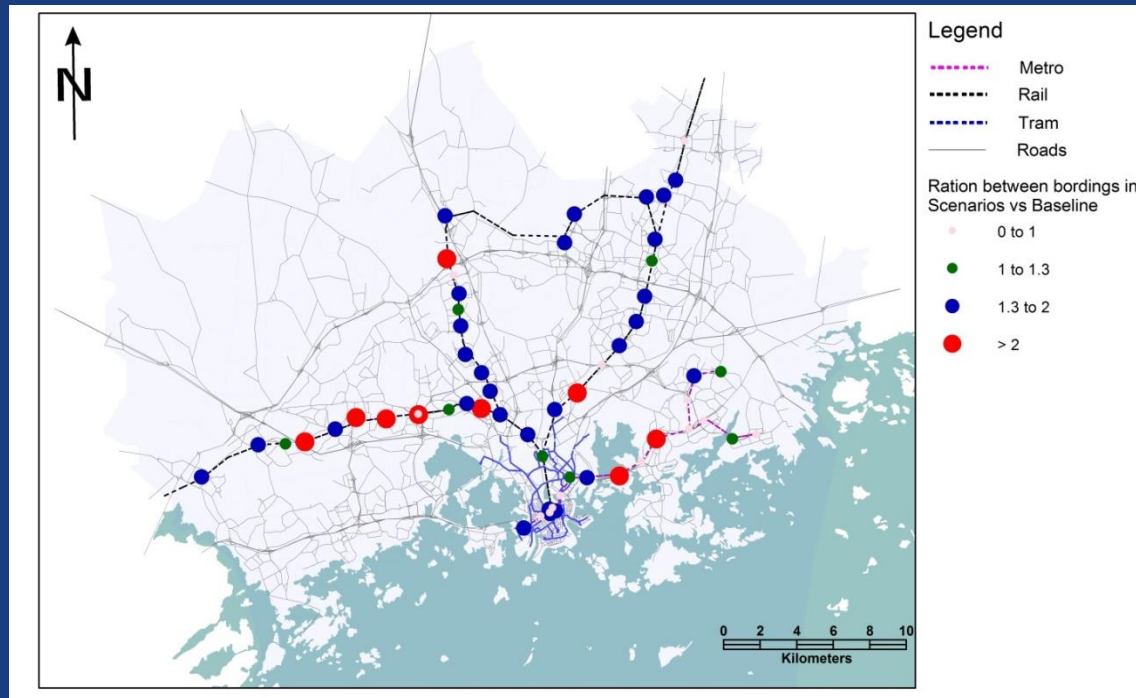 N
Legend
Metro
Rail
Tram
Roads
Ration between bordings in
Scenarios vs Baseline
0 to 1
1 to 1.3
1.3 to 2
> 2
0 2 4 6 8 10
Kilometers